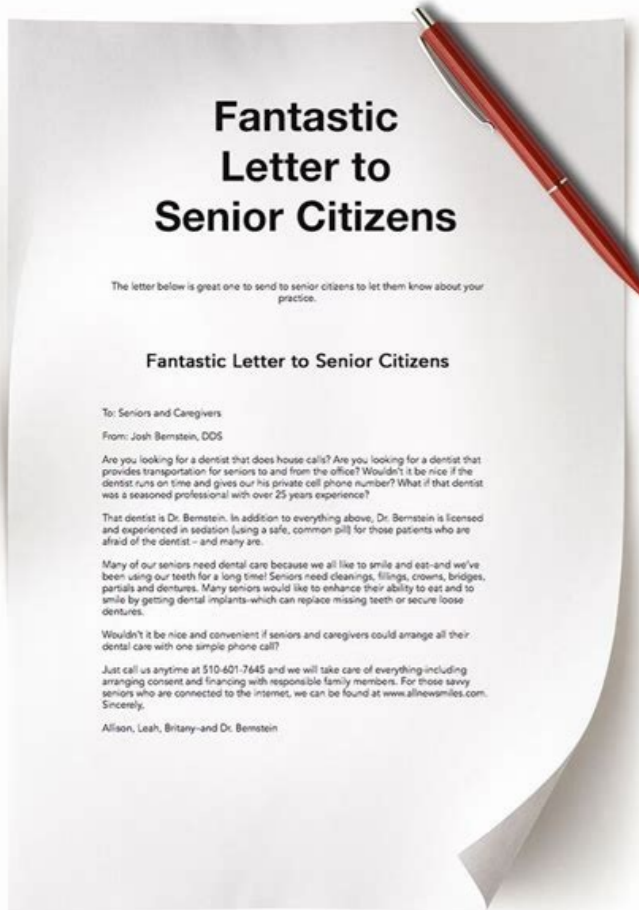 Fantastic
Letter to
Senior Citizens
The letter below is great one to send to senior citizens to let them know about your
practice.
Fantastic Letter to Senior Citizens
To: Seniors and Caregivers
From: Josh Bernstein, DDS
Are you looking for a dentist that does house calls? Are you looking for a dentist that
provides transportation for seniors to and from the office? Wouldn't it be nice if the
dentist runs on time and gives our his private cell phone number? What if that dentist
was a seasoned professional with over 25 years experience?
That dentist is Dr. Bernstein. In addition to everything above, Dr. Bernstein is licensed
and experienced in sedation (using a safe, common pill) for those patients who are
afraid of the dentist – and many are.
Many of our seniors need dental care because we all like to smile and eat–and we've
been using our teeth for a long time! Seniors need cleanings, fillings, crowns, bridges,
partials and dentures. Many seniors would like to enhance their ability to eat and to
smile by getting dental implants–which can replace missing teeth or secure loose
dentures.
Wouldn't it be nice and convenient if seniors and caregivers could arrange all their
dental care with one simple phone call?
Just call us anytime at 510-601-7645 and we will take care of everything–including
arranging consent and financing with responsible family members. For those savvy
seniors who are connected to the internet, we can be found at www.allnewsmiles.com.
Sincerely,
Allison, Leah, Britany–and Dr. Bernstein